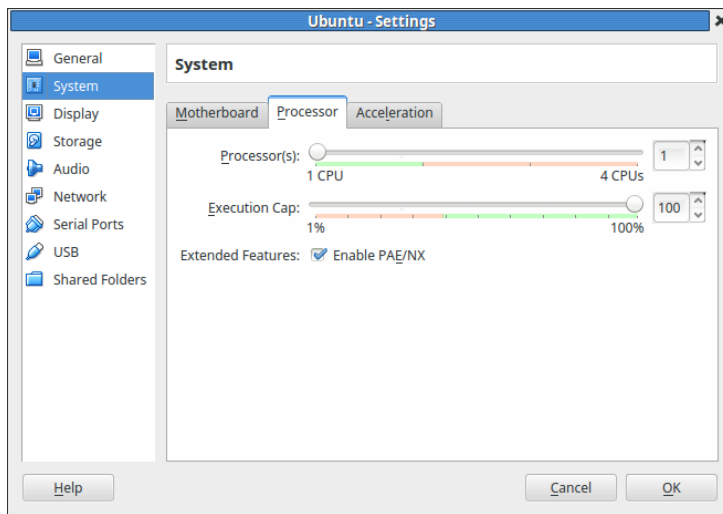 Ubuntu - Settings
General
System
Display
Storage
Audio
Network
Serial Ports
USB
Shared Folders
System
Motherboard Processor Acceleration
Processor(s): 1
1 CPU 4 CPUs
Execution Cap: 100
1% 100%
Extended Features: Enable PAE/NX
Help Cancel OK